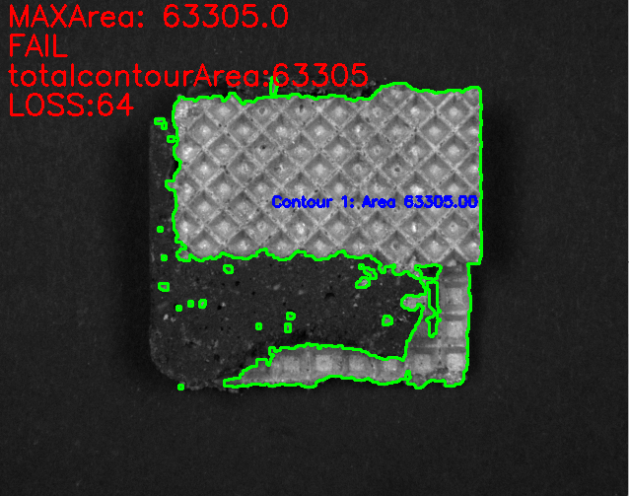 MAXArea: 63305.0
FAIL
totalcontourArea:63305
LOSS:64
Contour 1: Area 63305.00